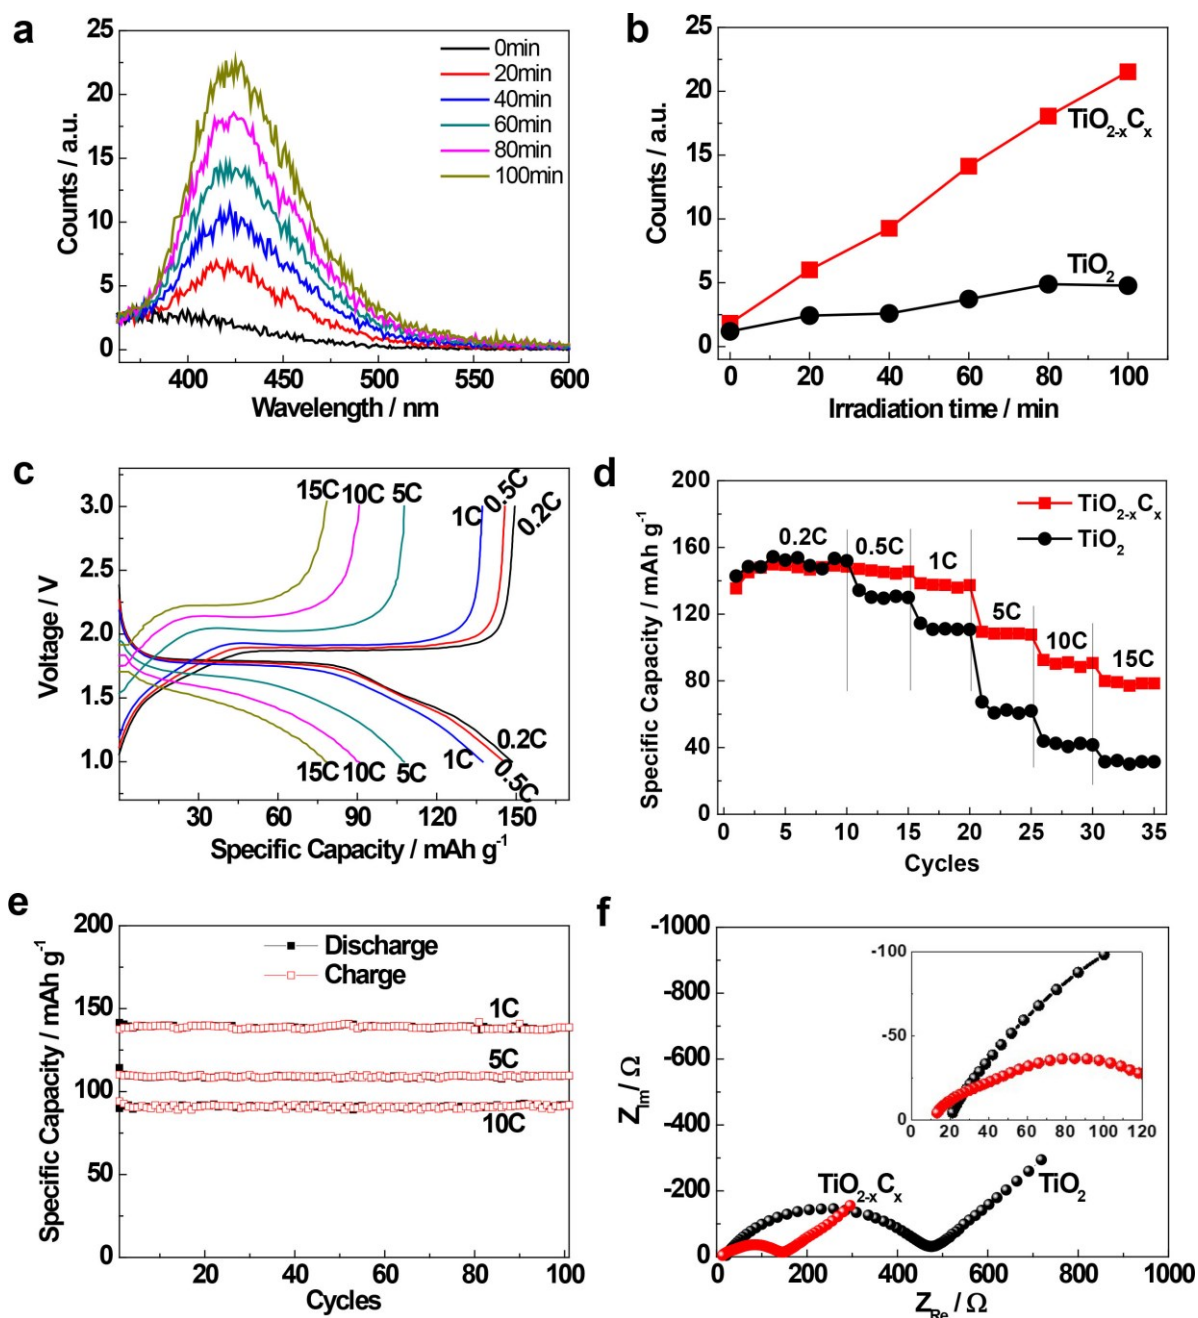 a
25
20
15
10
5
0
Counts / a.u.
0min
20min
40min
60min
80min
100min
400
450
500
550
600
Wavelength / nm
b
25
20
15
10
5
0
Counts / a.u.
TiO2-xCx
TiO2
0
20
40
60
80
100
Irradiation time / min
c
3.0
2.5
2.0
1.5
1.0
Voltage / V
15C
10C
5C
1C
0.5C
0.2C
15C
10C
5C
1C
0.5C
0.2C
0
30
60
90
120
150
Specific Capacity / mAh g-1
d
200
160
120
80
40
0
Specific Capacity / mAh g-1
TiO2-xCx
TiO2
0.2C
0.5C
1C
5C
10C
15C
0
5
10
15
20
25
30
35
Cycles
e
200
150
100
50
0
Specific Capacity / mAh g-1
Discharge
Charge
1C
5C
10C
20
40
60
80
100
Cycles
f
-1000
-800
-600
-400
-200
0
ZIm / Ω
-100
-50
0
0
20
40
60
80
100
120
TiO2-xCx
TiO2
0
200
400
600
800
1000
ZRe / Ω